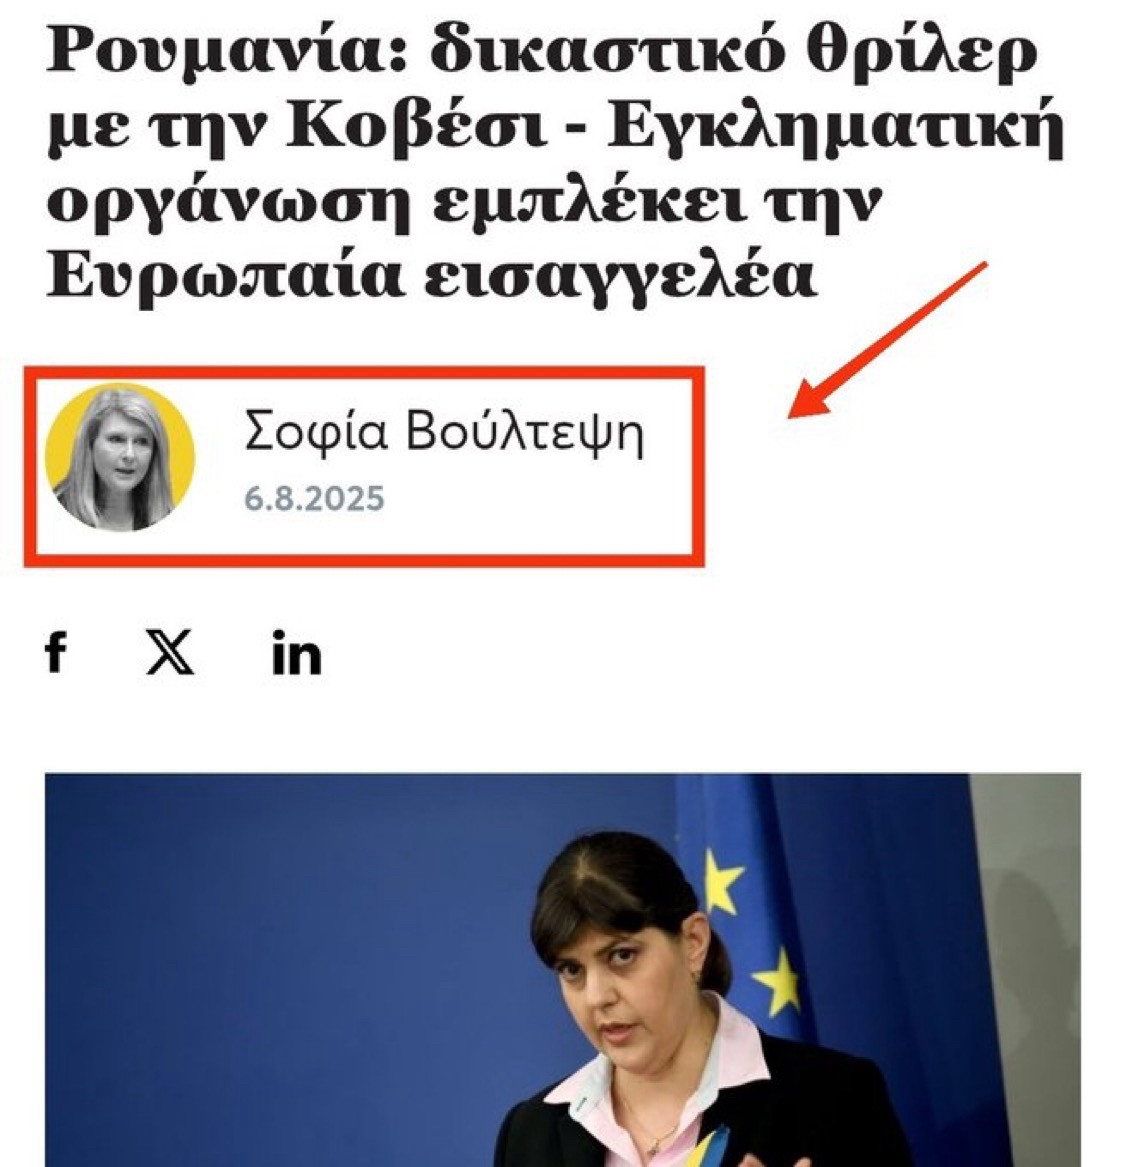 Ρουμανία: δικαστικό θρίλερ
με την Κοβέσι - Εγκληματική
οργάνωση εμπλέκει την
Ευρωπαία εισαγγελέα
Σοφία Βούλτεψη
6.8.2025
f X in